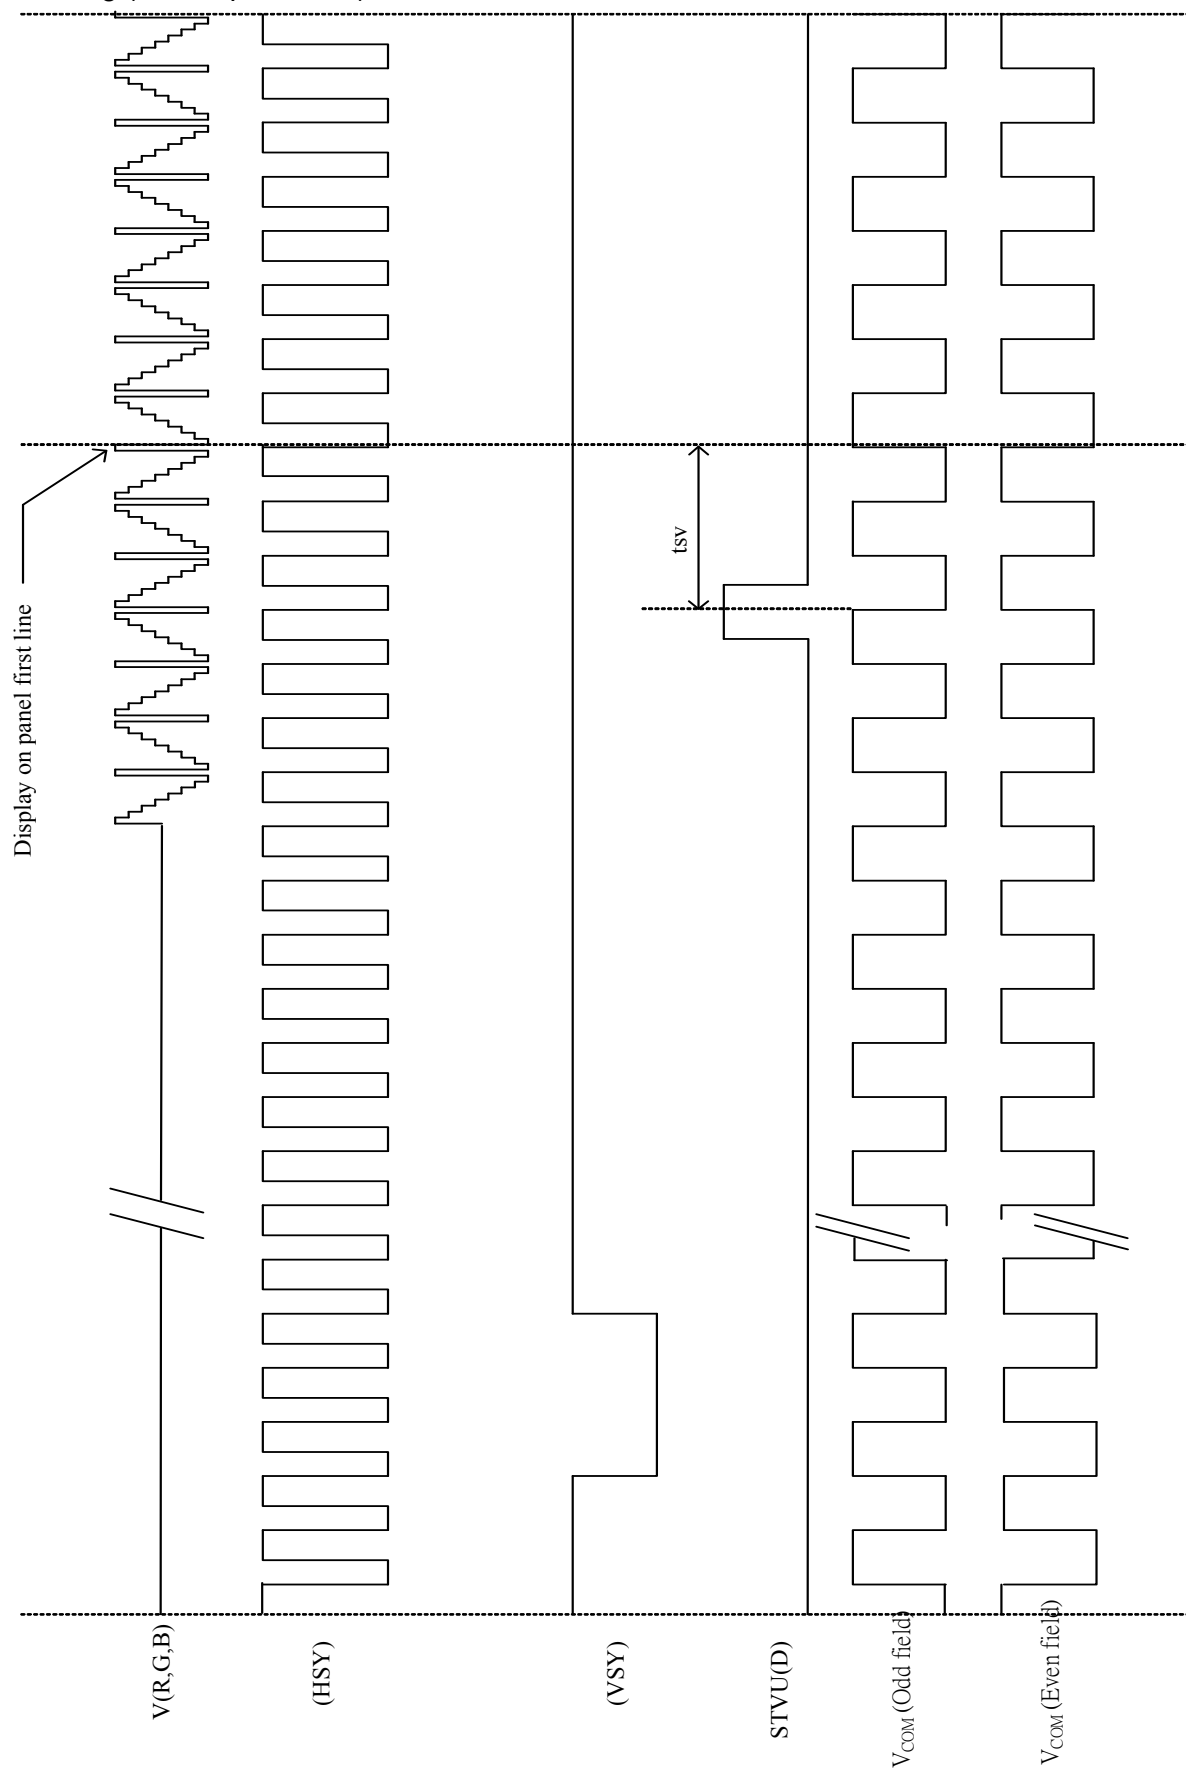 Display on panel first line
tsv
V(R,G,B)
(HSY)
(VSY)
STVU(D)
VCOM (Odd field)
VCOM (Even field)